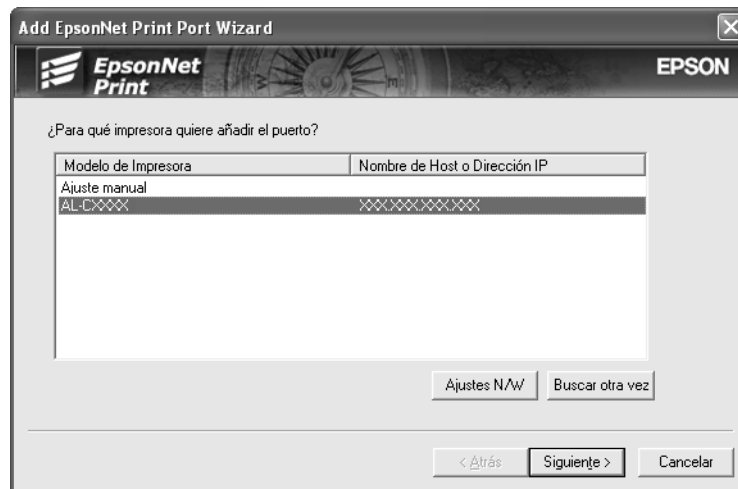 Add EpsonNet Print Port Wizard
EpsonNet
Print
EPSON
¿Para qué impresora quiere añadir el puerto?
Modelo de Impresora Nombre de Host o Dirección IP
Ajuste manual
AL-CXXXX XXX.XXX.XXX.XXX
Ajustes N/W Buscar otra vez
< Atrás Siguiente > Cancelar